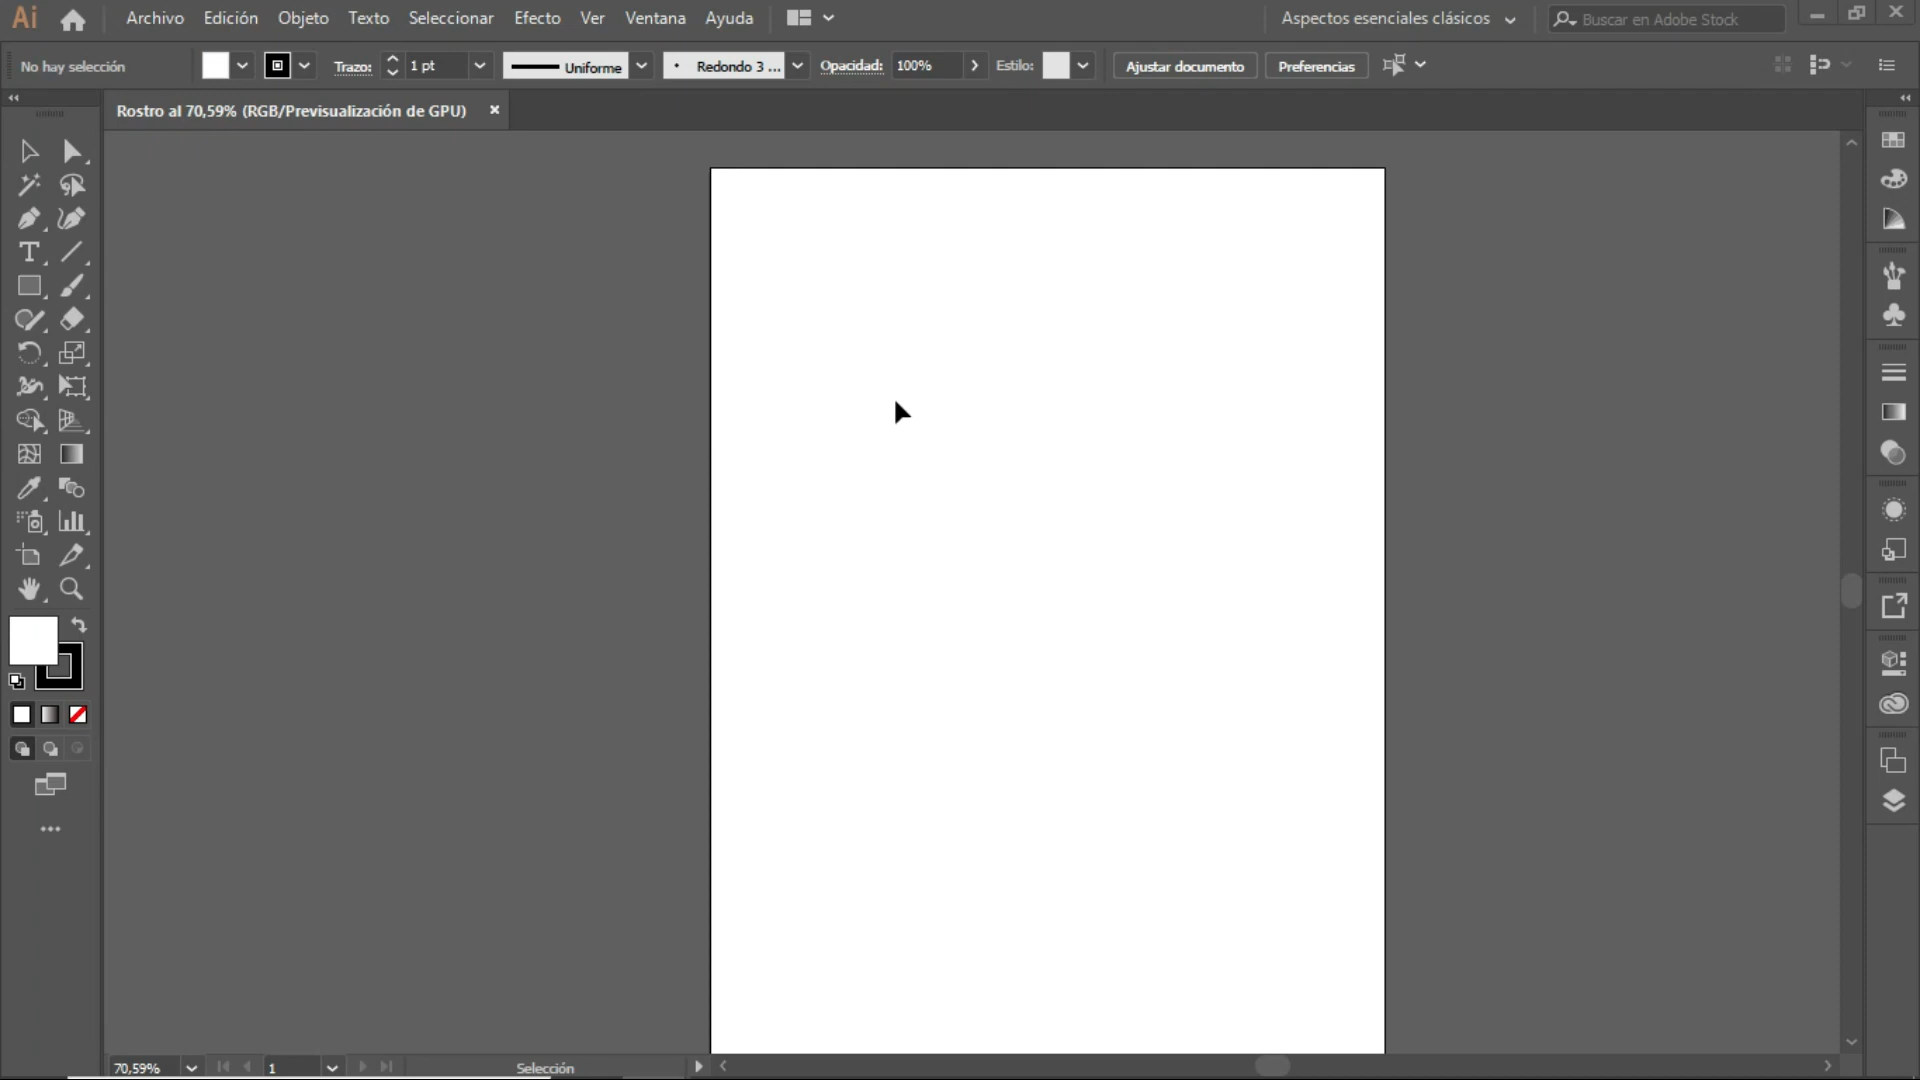 Ai Archivo Edición Objeto Texto Seleccionar Efecto Ver Ventana Ayuda Aspectos esenciales clásicos Buscar en Adobe Stock
No hay selección Trazo: 1 pt Uniforme Redondo 3 ... Opacidad: 100% Estilo: Ajustar documento Preferencias
Rostro al 70,59% (RGB/Previsualización de GPU)
70,59% 1 Selección